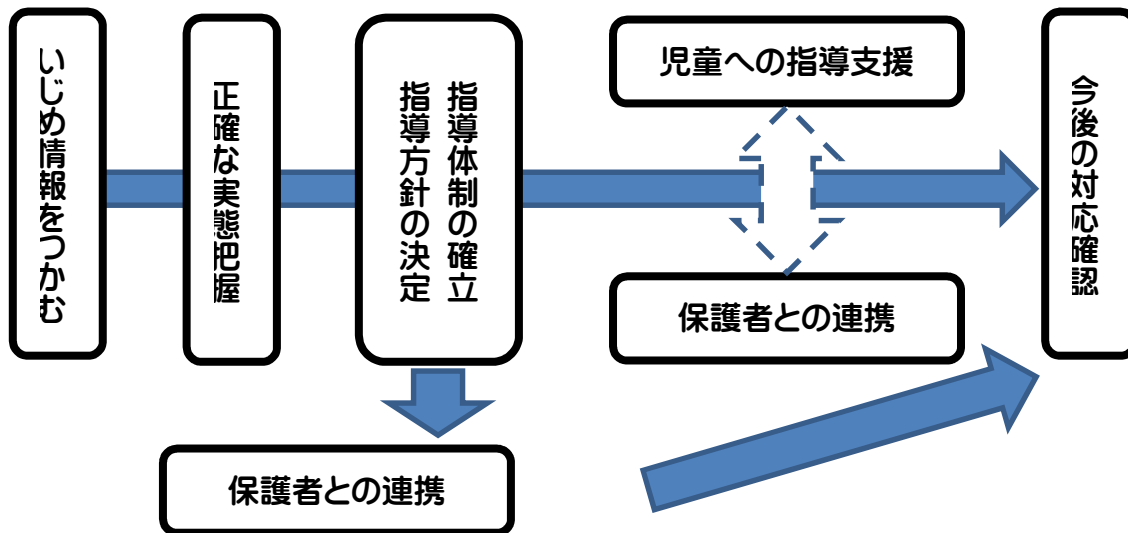 いじめ情報をつかむ
正確な実態把握
指導体制の確立
指導方針の決定
児童への指導支援
保護者との連携
今後の対応確認
保護者との連携